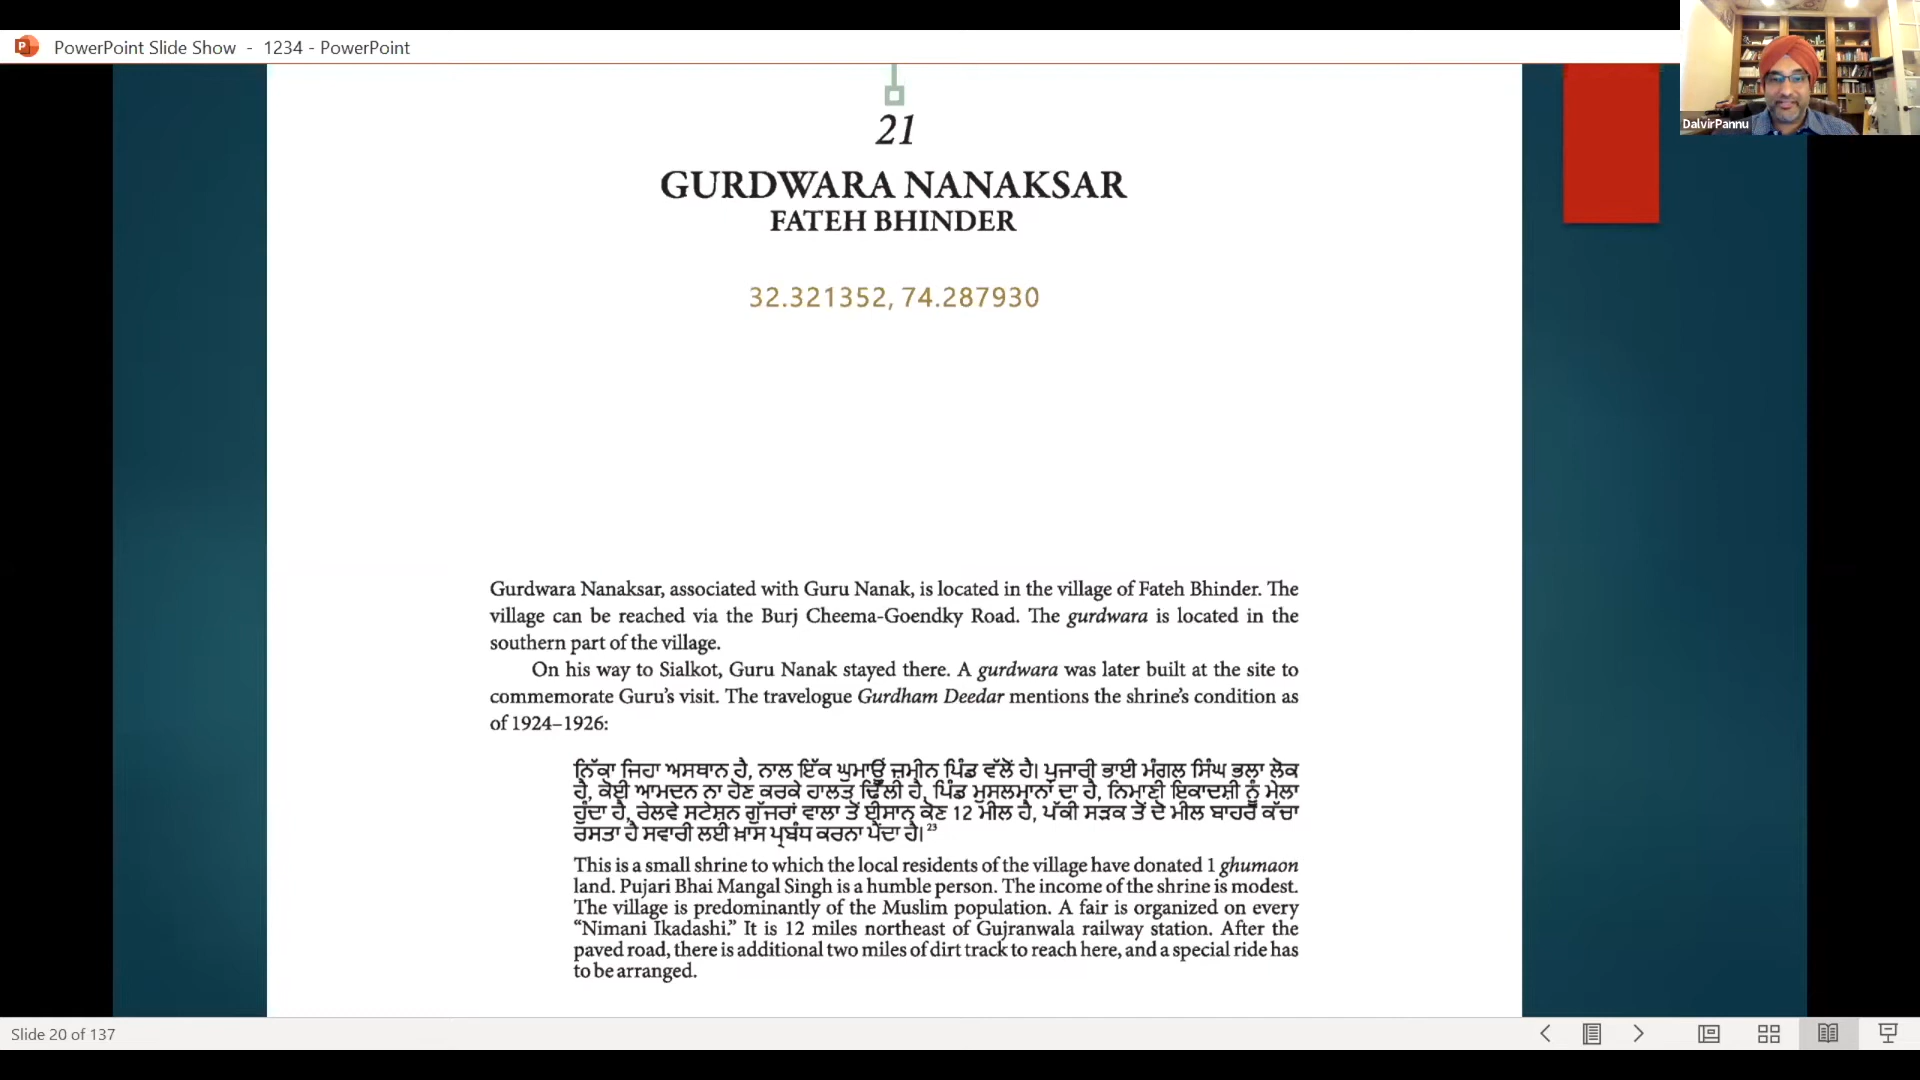 PowerPoint Slide Show - 1234 - PowerPoint
DalvirPannu
21
GURDWARA NANAKSAR
FATEH BHINDER
32.321352, 74.287930
Gurdwara Nanaksar, associated with Guru Nanak, is located in the village of Fateh Bhinder. The
village can be reached via the Burj Cheema-Goendky Road. The gurdwara is located in the
southern part of the village.
On his way to Sialkot, Guru Nanak stayed there. A gurdwara was later built at the site to
commemorate Guru's visit. The travelogue Gurdham Deedar mentions the shrine's condition as
of 1924–1926:
ਨਿੱਕਾ ਜਿਹਾ ਅਸਥਾਨ ਹੈ, ਨਾਲ ਇੱਕ ਘੁਮਾਊਂ ਜ਼ਮੀਨ ਪਿੰਡ ਵੱਲੋਂ ਹੈ। ਪੁਜਾਰੀ ਭਾਈ ਮੰਗਲ ਸਿੰਘ ਭਲਾ ਲੋਕ
ਹੈ, ਕੋਈ ਆਮਦਨ ਨਾ ਹੋਣ ਕਰਕੇ ਹਾਲਤ ਢਿੱਲੀ ਹੈ, ਪਿੰਡ ਮੁਸਲਮਾਨਾਂ ਦਾ ਹੈ, ਨਿਮਾਣੀ ਇਕਾਦਸ਼ੀ ਨੂੰ ਮੇਲਾ
ਹੁੰਦਾ ਹੈ, ਰੇਲਵੇ ਸਟੇਸ਼ਨ ਗੁੱਜਰਾਂ ਵਾਲਾ ਤੋਂ ਈਸਾਨ ਕੋਣ 12 ਮੀਲ ਹੈ, ਪੱਕੀ ਸੜਕ ਤੋਂ ਦੋ ਮੀਲ ਬਾਹਰ ਕੱਚਾ
ਰਸਤਾ ਹੈ ਸਵਾਰੀ ਲਈ ਖ਼ਾਸ ਪ੍ਰਬੰਧ ਕਰਨਾ ਪੈਂਦਾ ਹੈ।23
This is a small shrine to which the local residents of the village have donated 1 ghumaon
land. Pujari Bhai Mangal Singh is a humble person. The income of the shrine is modest.
The village is predominantly of the Muslim population. A fair is organized on every
“Nimani Ikadashi.” It is 12 miles northeast of Gujranwala railway station. After the
paved road, there is additional two miles of dirt track to reach here, and a special ride has
to be arranged.
Slide 20 of 137